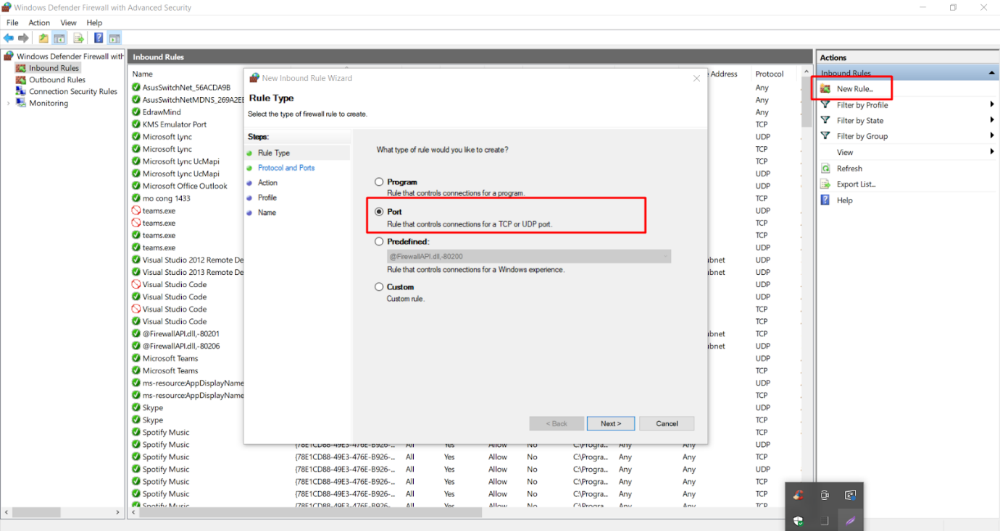 Windows Defender Firewall with Advanced Security
File Action View Help
Windows Defender Firewall with
Inbound Rules
Outbound Rules
Connection Security Rules
Monitoring
Inbound Rules
Name
Address Protocol
AsusSwitchNet_56ACDA9B Any
AsusSwitchNetMDNS_269A2EE Any
EdrawMind Any
KMS Emulator Port TCP
Microsoft Lync UDP
Microsoft Lync TCP
Microsoft Lync UcMapi TCP
Microsoft Lync UcMapi UDP
Microsoft Office Outlook UDP
mo cong 1433 TCP
teams.exe UDP
teams.exe TCP
teams.exe TCP
teams.exe UDP
Visual Studio 2012 Remote De ubnet UDP
Visual Studio 2013 Remote De ubnet UDP
Visual Studio Code UDP
Visual Studio Code UDP
Visual Studio Code TCP
Visual Studio Code TCP
@FirewallAPI.dll,-80201 ubnet TCP
@FirewallAPI.dll,-80206 ubnet TCP
Microsoft Teams UDP
Microsoft Teams TCP
ms-resource:AppDisplayName UDP
ms-resource:AppDisplayName TCP
Skype UDP
Skype TCP
Spotify Music TCP
Spotify Music {78E1CD88-49E3-476E-B926-... All Yes Allow No C:\Progra... Any Any UDP
Spotify Music {78E1CD88-49E3-476E-B926-... All Yes Allow No C:\Progra... Any Any TCP
Spotify Music {78E1CD88-49E3-476E-B926-... All Yes Allow No C:\Progra... Any Any UDP
Spotify Music {78E1CD88-49E3-476E-B926-... All Yes Allow No C:\Progra... Any Any TCP
Spotify Music {78E1CD88-49E3-476E-B926-... All Yes Allow No C:\Progra... Any Any TCP
Spotify Music {78E1CD88-49E3-476E-B926-... All Yes Allow No C:\Progra... Any Any TCP
New Inbound Rule Wizard
Rule Type
Select the type of firewall rule to create.
Steps:
Rule Type
Protocol and Ports
Action
Profile
Name
What type of rule would you like to create?
Program
Rule that controls connections for a program.
Port
Rule that controls connections for a TCP or UDP port.
Predefined:
@FirewallAPI.dll,-80200
Rule that controls connections for a Windows experience.
Custom
Custom rule.
< Back Next > Cancel
Actions
Inbound Rules
New Rule...
Filter by Profile
Filter by State
Filter by Group
View
Refresh
Export List...
Help